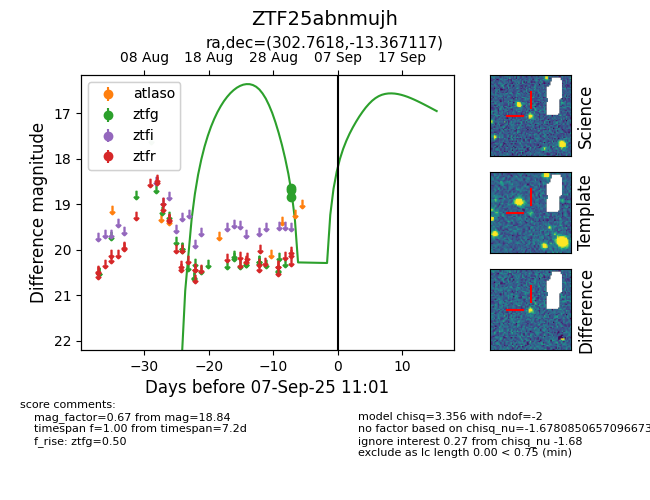 ZTF25abnmujh
ra,dec=(302.7618,-13.367117)
08 Aug 18 Aug 28 Aug 07 Sep 17 Sep
atlaso
ztfg
ztfi
ztfr
17
18
19
20
21
22
Difference magnitude
−30 −20 −10 0 10
Days before 07-Sep-25 11:01
Science
Template
Difference
score comments:
mag_factor=0.67 from mag=18.84
timespan f=1.00 from timespan=7.2d
f_rise: ztfg=0.50
model chisq=3.356 with ndof=-2
no factor based on chisq_nu=-1.6780850657096673
ignore interest 0.27 from chisq_nu -1.68
exclude as lc length 0.00 < 0.75 (min)